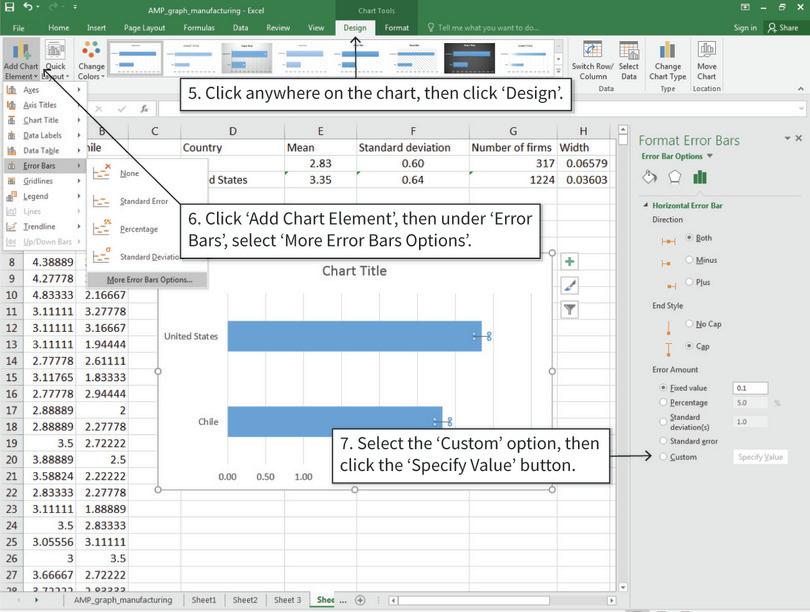 AMP_graph_manufacturing - Excel
Chart Tools
File Home Insert Page Layout Formulas Data Review View Design Format Tell me what you want to do... Sign in Share
Add Chart Element
Quick Layout
Change Colors
Switch Row/ Column
Select Data
Change Chart Type
Move Chart
Data Type Location
5. Click anywhere on the chart, then click ‘Design’.
Axes
Axis Titles
Chart Title
Data Labels
Data Table
Error Bars
Gridlines
Legend
Lines
Trendline
Up/Down Bars
None
Standard Error
Percentage
Standard Deviation
More Error Bars Options...
6. Click ‘Add Chart Element’, then under ‘Error
Bars’, select ‘More Error Bars Options’.
fx
B C D E F G H
hile Country Mean Standard deviation Number of firms Width
2.83 0.60 317 0.06579
d States 3.35 0.64 1224 0.03603
8 4.38889
9 4.27778
10 4.83333 2.16667
11 3.11111 3.27778
12 3.11111 3.16667
13 3.11111 1.94444
14 2.77778 2.61111
15 3.11765 1.83333
16 2.77778 2.94444
17 2.88889 2
18 2.88889 2.27778
19 3.5 2.72222
20 3.88889 2.5
21 3.58824 2.22222
22 2.83333 2.27778
23 3.11111 1.88889
24 3.5 2.83333
25 3.05556 3.11111
26 3 3.5
27 3.66667 2.72222
28 3.72222 2.83333
Chart Title
United States
Chile
0.00 0.50 1.00
7. Select the ‘Custom’ option, then
click the ‘Specify Value’ button.
Format Error Bars
Error Bar Options
Horizontal Error Bar
Direction
Both
Minus
Plus
End Style
No Cap
Cap
Error Amount
Fixed value 0.1
Percentage 5.0 %
Standard deviation(s) 1.0
Standard error
Custom Specify Value
AMP_graph_manufacturing Sheet1 Sheet2 Sheet 3 Shee ...